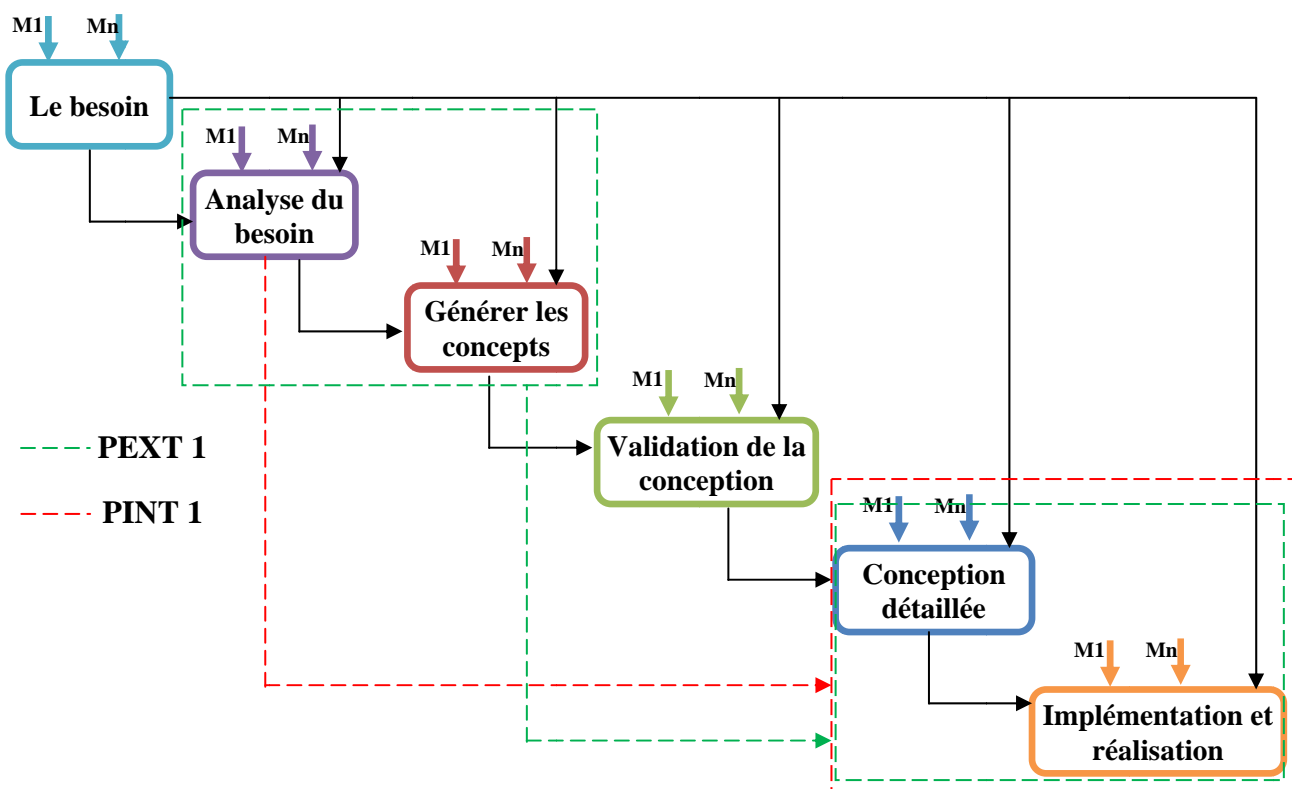 M1
Mn
Le besoin
M1
Mn
Analyse du
besoin
M1
Mn
Générer les
concepts
M1
Mn
Validation de la
conception
PEXT 1
PINT 1
M1
Mn
Conception
détaillée
M1
Mn
Implémentation et
réalisation